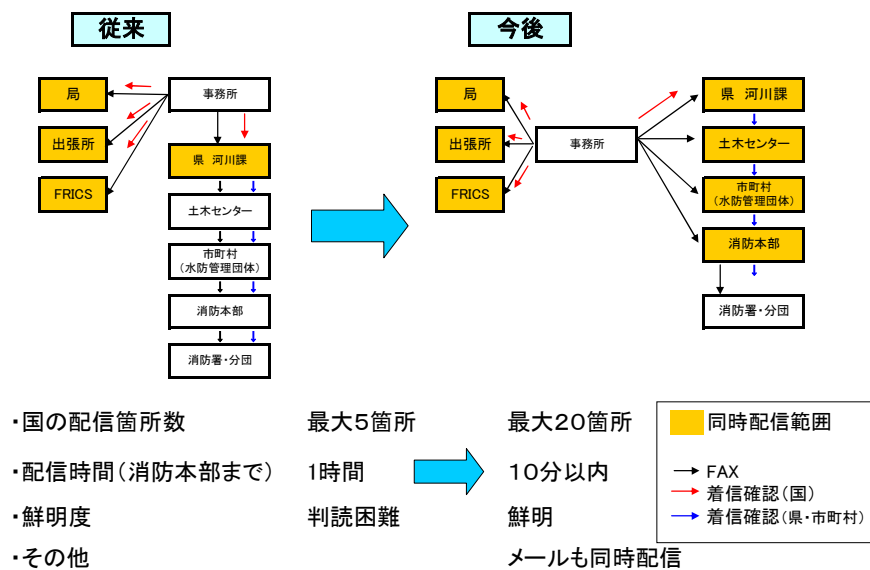 従来
今後
局
事務所
出張所
県 河川課
FRICS
土木センター
市町村
(水防管理団体)
消防本部
消防署・分団
局
事務所
出張所
FRICS
県 河川課
土木センター
市町村
(水防管理団体)
消防本部
消防署・分団
・国の配信箇所数 最大5箇所 最大20箇所
・配信時間(消防本部まで) 1時間 10分以内
・鮮明度 判読困難 鮮明
・その他 メールも同時配信
同時配信範囲
FAX
着信確認(国)
着信確認(県・市町村)